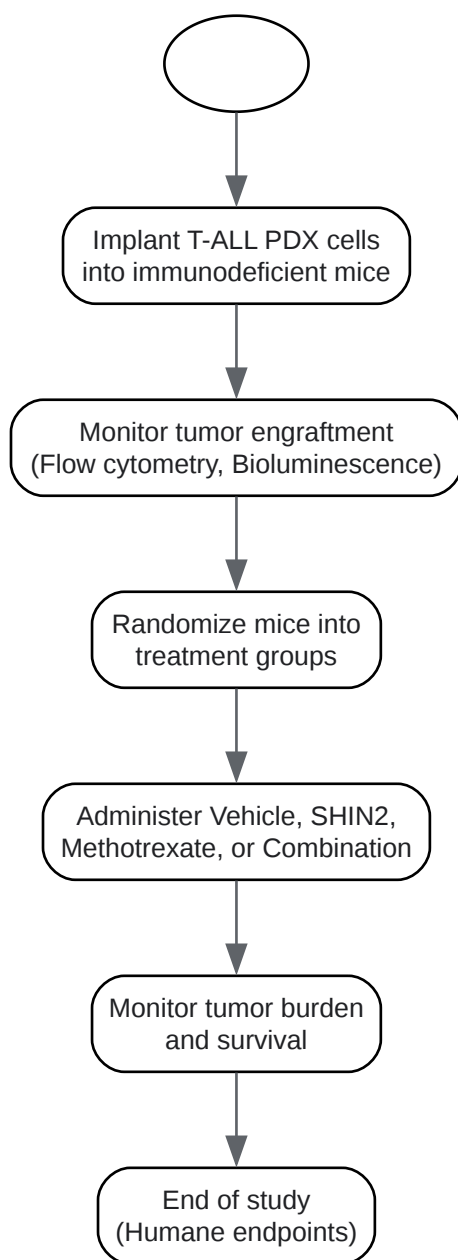 Implant T-ALL PDX cells
into immunodeficient mice
Monitor tumor engraftment
(Flow cytometry, Bioluminescence)
Randomize mice into
treatment groups
Administer Vehicle, SHIN2,
Methotrexate, or Combination
Monitor tumor burden
and survival
End of study
(Humane endpoints)